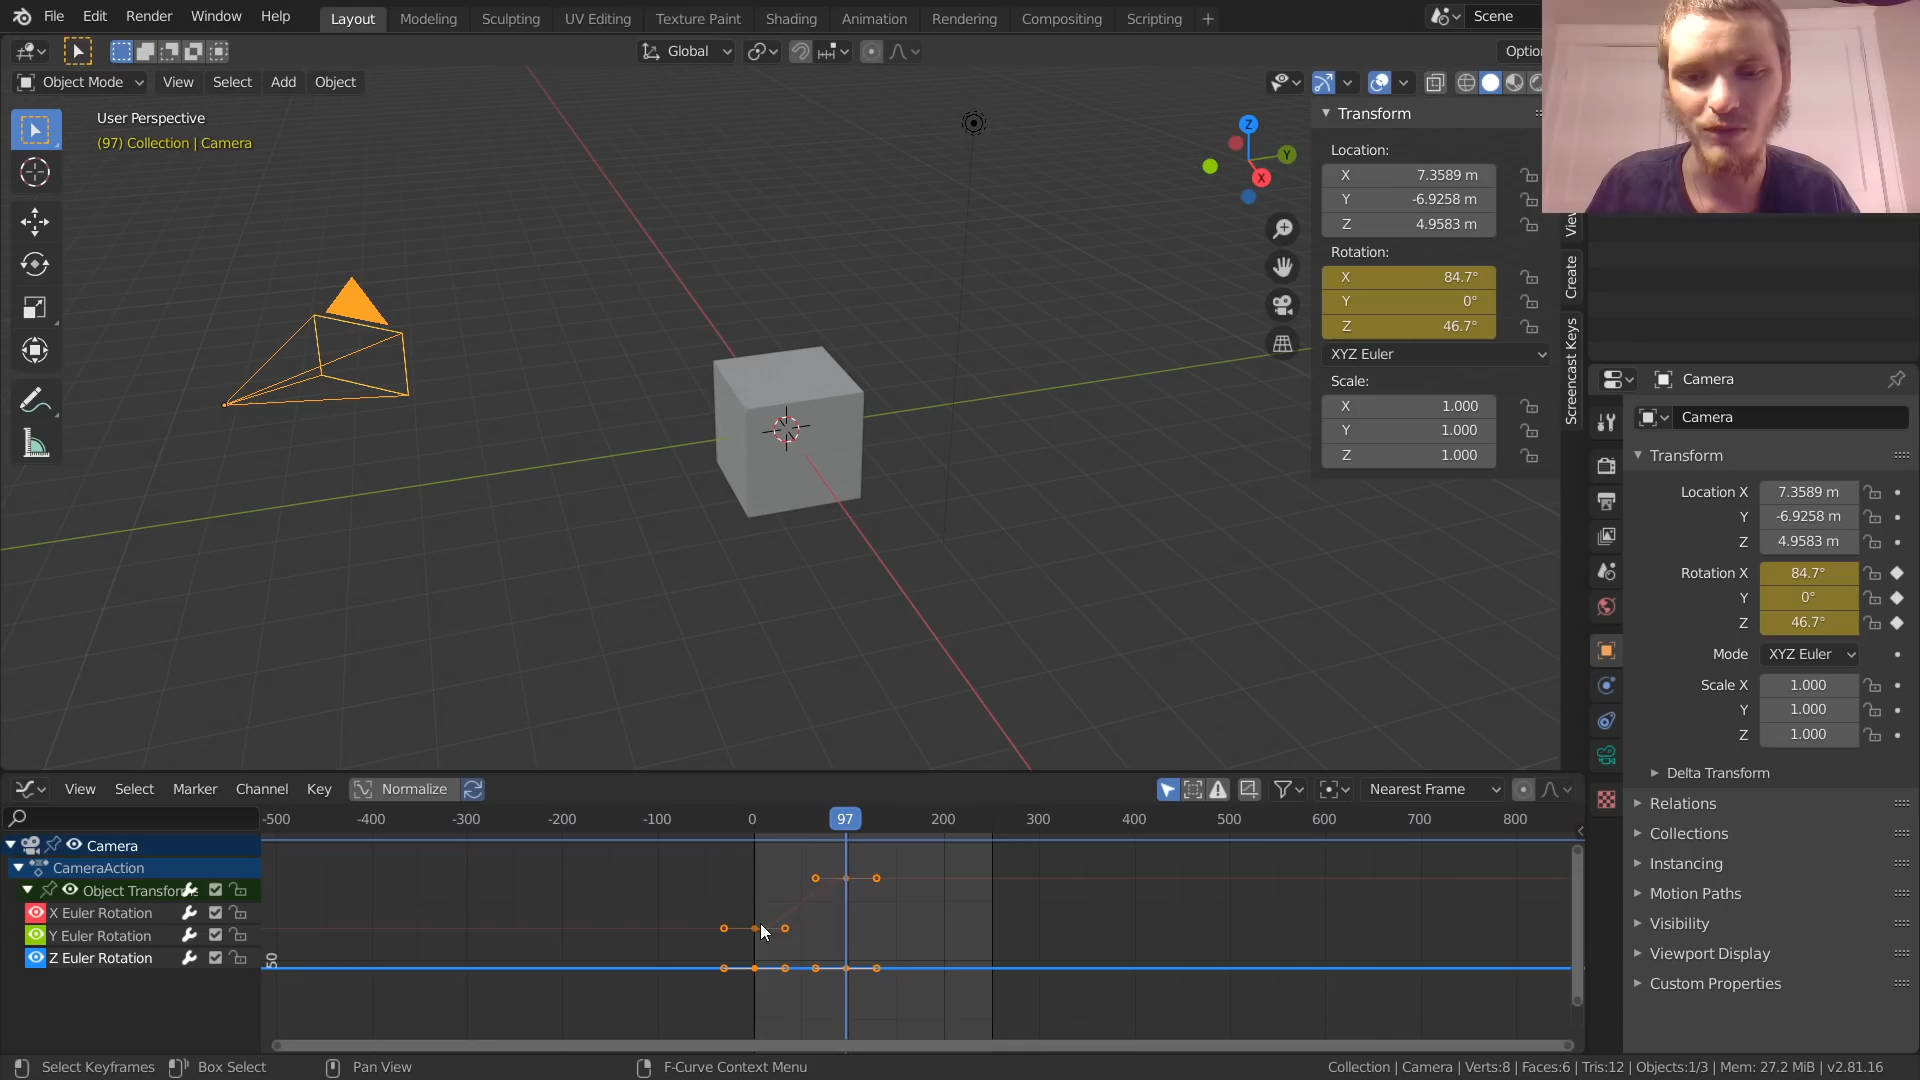 File Edit Render Window Help Layout Modeling Sculpting UV Editing Texture Paint Shading Animation Rendering Compositing Scripting + Scene
Global Optio
Object Mode View Select Add Object
User Perspective
(97) Collection | Camera
Z
Y
X
Transform
Location:
X 7.3589 m
Y -6.9258 m
Z 4.9583 m
Rotation:
X 84.7°
Y 0°
Z 46.7°
XYZ Euler
Scale:
X 1.000
Y 1.000
Z 1.000
Create
Screencast Keys
Camera
Camera
Transform
Location X 7.3589 m
Y -6.9258 m
Z 4.9583 m
Rotation X 84.7°
Y 0°
Z 46.7°
Mode XYZ Euler
Scale X 1.000
Y 1.000
Z 1.000
Delta Transform
Relations
Collections
Instancing
Motion Paths
Visibility
Viewport Display
Custom Properties
View Select Marker Channel Key Normalize Nearest Frame
-500 -400 -300 -200 -100 0 97 200 300 400 500 600 700 800
Camera
CameraAction
Object Transform
X Euler Rotation
Y Euler Rotation
Z Euler Rotation
50
Select Keyframes Box Select Pan View F-Curve Context Menu Collection | Camera | Verts:8 | Faces:6 | Tris:12 | Objects:1/3 | Mem: 27.2 MiB | v2.81.16